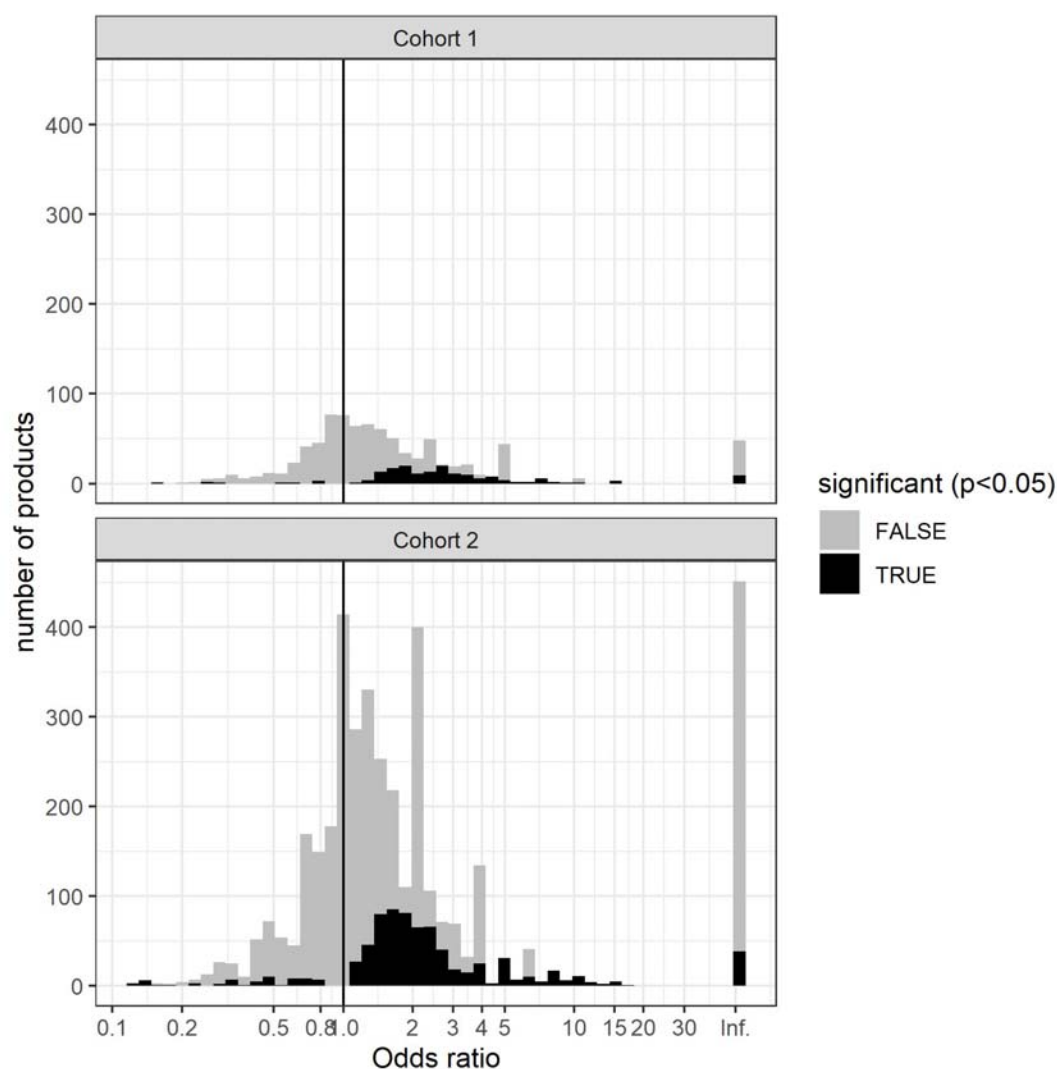 Cohort 1
400
300
200
100
0
Cohort 2
400
300
200
100
0
number of products
0.1 0.2 0.5 0.8 1.0 2 3 4 5 10 15 20 30 Inf.
Odds ratio
significant (p<0.05)
FALSE
TRUE